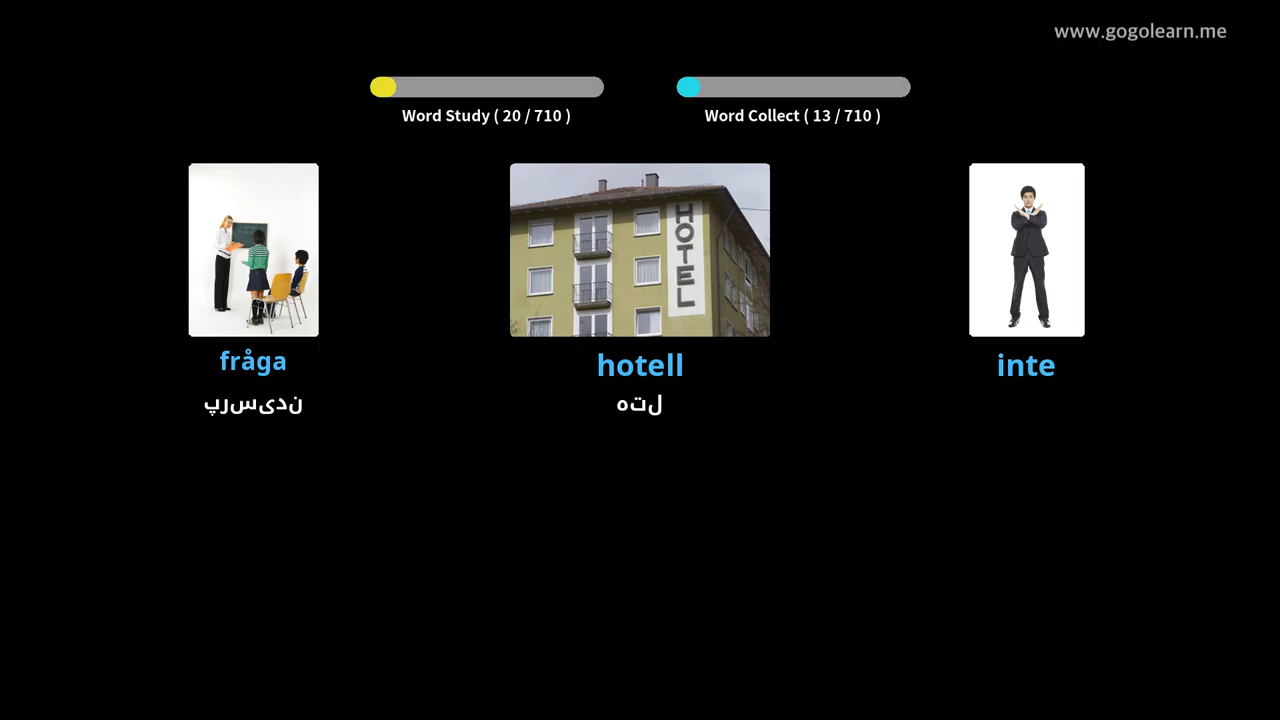 www.gogolearn.me
Word Study ( 20 / 710 )
Word Collect ( 13 / 710 )
HOTEL
fråga
hotell
inte
پرسیدن
هتل